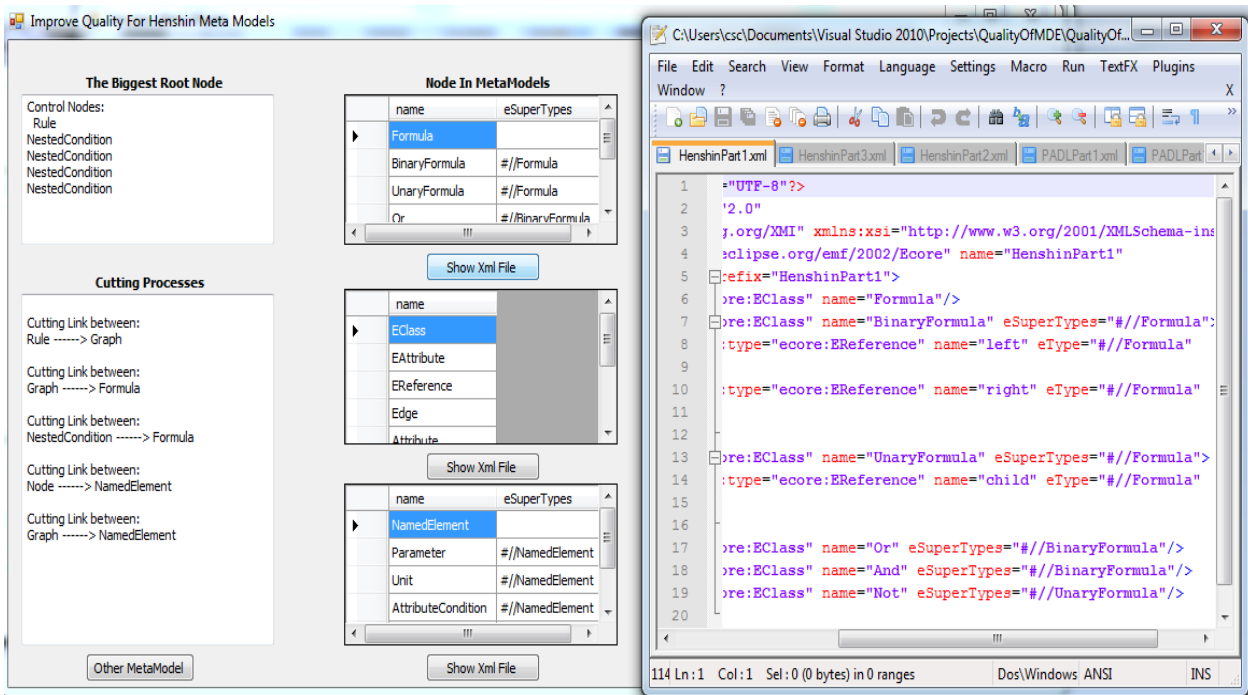 Improve Quality For Henshin Meta Models
The Biggest Root Node
Control Nodes:
Rule
NestedCondition
NestedCondition
NestedCondition
NestedCondition
Cutting Processes
Cutting Link between:
Rule ------> Graph
Cutting Link between:
Graph ------> Formula
Cutting Link between:
NestedCondition ------> Formula
Cutting Link between:
Node ------> NamedElement
Cutting Link between:
Graph ------> NamedElement
Other MetaModel
Node In MetaModels
name eSuperTypes
Formula
BinaryFormula #//Formula
UnaryFormula #//Formula
Or #//BinaryFormula
Show Xml File
name
EClass
EAttribute
EReference
Edge
Attribute
Show Xml File
name eSuperTypes
NamedElement
Parameter #//NamedElement
Unit #//NamedElement
AttributeCondition #//NamedElement
Show Xml File
C:\Users\csc\Documents\Visual Studio 2010\Projects\QualityOfMDE\QualityOf...
File Edit Search View Format Language Settings Macro Run TextFX Plugins
Window ? X
HenshinPart1.xml HenshinPart3.xml HenshinPart2.xml PADLPart1.xml PADLPart
1 ="UTF-8"?>
2 "2.0"
3 g.org/XMI" xmlns:xsi="http://www.w3.org/2001/XMLSchema-ins
4 eclipse.org/emf/2002/Ecore" name="HenshinPart1"
5 refix="HenshinPart1">
6 ore:EClass" name="Formula"/>
7 ore:EClass" name="BinaryFormula" eSuperTypes="#//Formula">
8 :type="ecore:EReference" name="left" eType="#//Formula"
9
10 :type="ecore:EReference" name="right" eType="#//Formula"
11
12
13 ore:EClass" name="UnaryFormula" eSuperTypes="#//Formula">
14 :type="ecore:EReference" name="child" eType="#//Formula"
15
16
17 ore:EClass" name="Or" eSuperTypes="#//BinaryFormula"/>
18 ore:EClass" name="And" eSuperTypes="#//BinaryFormula"/>
19 ore:EClass" name="Not" eSuperTypes="#//UnaryFormula"/>
20
114 Ln : 1 Col : 1 Sel : 0 (0 bytes) in 0 ranges Dos\Windows ANSI INS